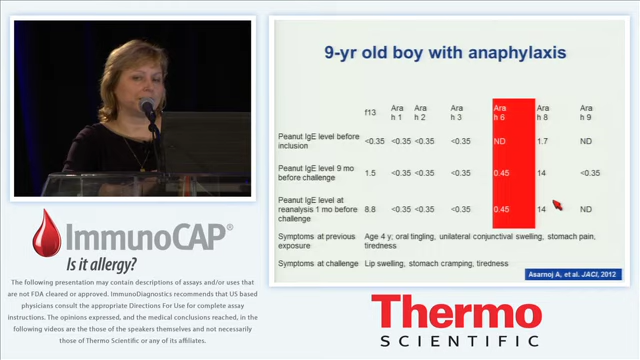 9-yr old boy with anaphylaxis
f13 Ara h 1 Ara h 2 Ara h 3 Ara h 6 Ara h 8 Ara h 9
Peanut IgE level before inclusion <0.35 <0.35 <0.35 <0.35 ND 1.7 ND
Peanut IgE level 9 mo before challenge 1.5 <0.35 <0.35 <0.35 0.45 14 <0.35
Peanut IgE level at reanalysis 1 mo before challenge 8.8 <0.35 <0.35 <0.35 0.45 14 ND
Symptoms at previous exposure Age 4 y, oral tingling, unilateral conjunctival swelling, stomach pain, tiredness
Symptoms at challenge Lip swelling, stomach cramping, tiredness
Asarnoj A, et al. JACI, 2012
ImmunoCAP®
Is it allergy?
The following presentation may contain descriptions of assays and/or uses that
are not FDA cleared or approved. ImmunoDiagnostics recommends that US based
physicians consult the appropriate Directions For Use for complete assay
instructions. The opinions expressed, and the medical conclusions reached, in
the following videos are those of the speakers themselves and not necessarily
those of Thermo Scientific or any of its affiliates.
Thermo
SCIENTIFIC